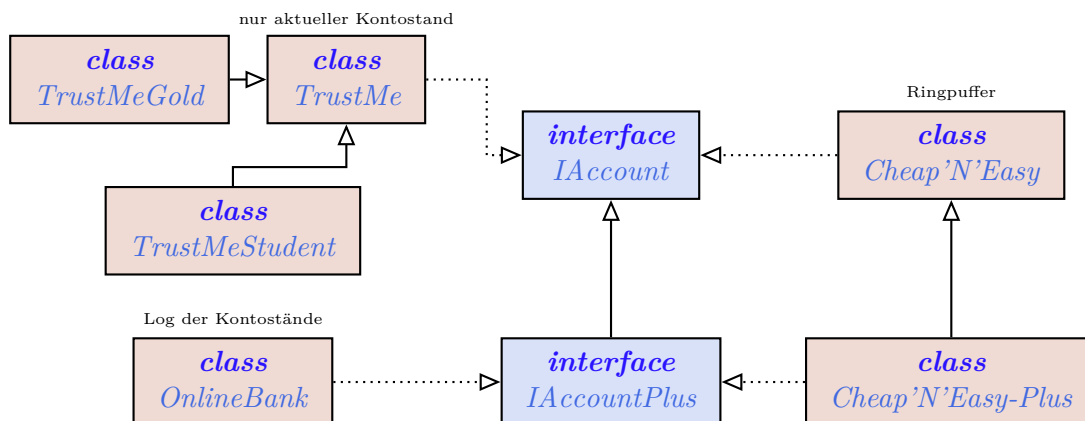 nur aktueller Kontostand
class
TrustMeGold
class
TrustMe
Ringpuffer
interface
IAccount
class
Cheap'N'Easy
class
TrustMeStudent
Log der Kontostände
class
OnlineBank
interface
IAccountPlus
class
Cheap'N'Easy-Plus